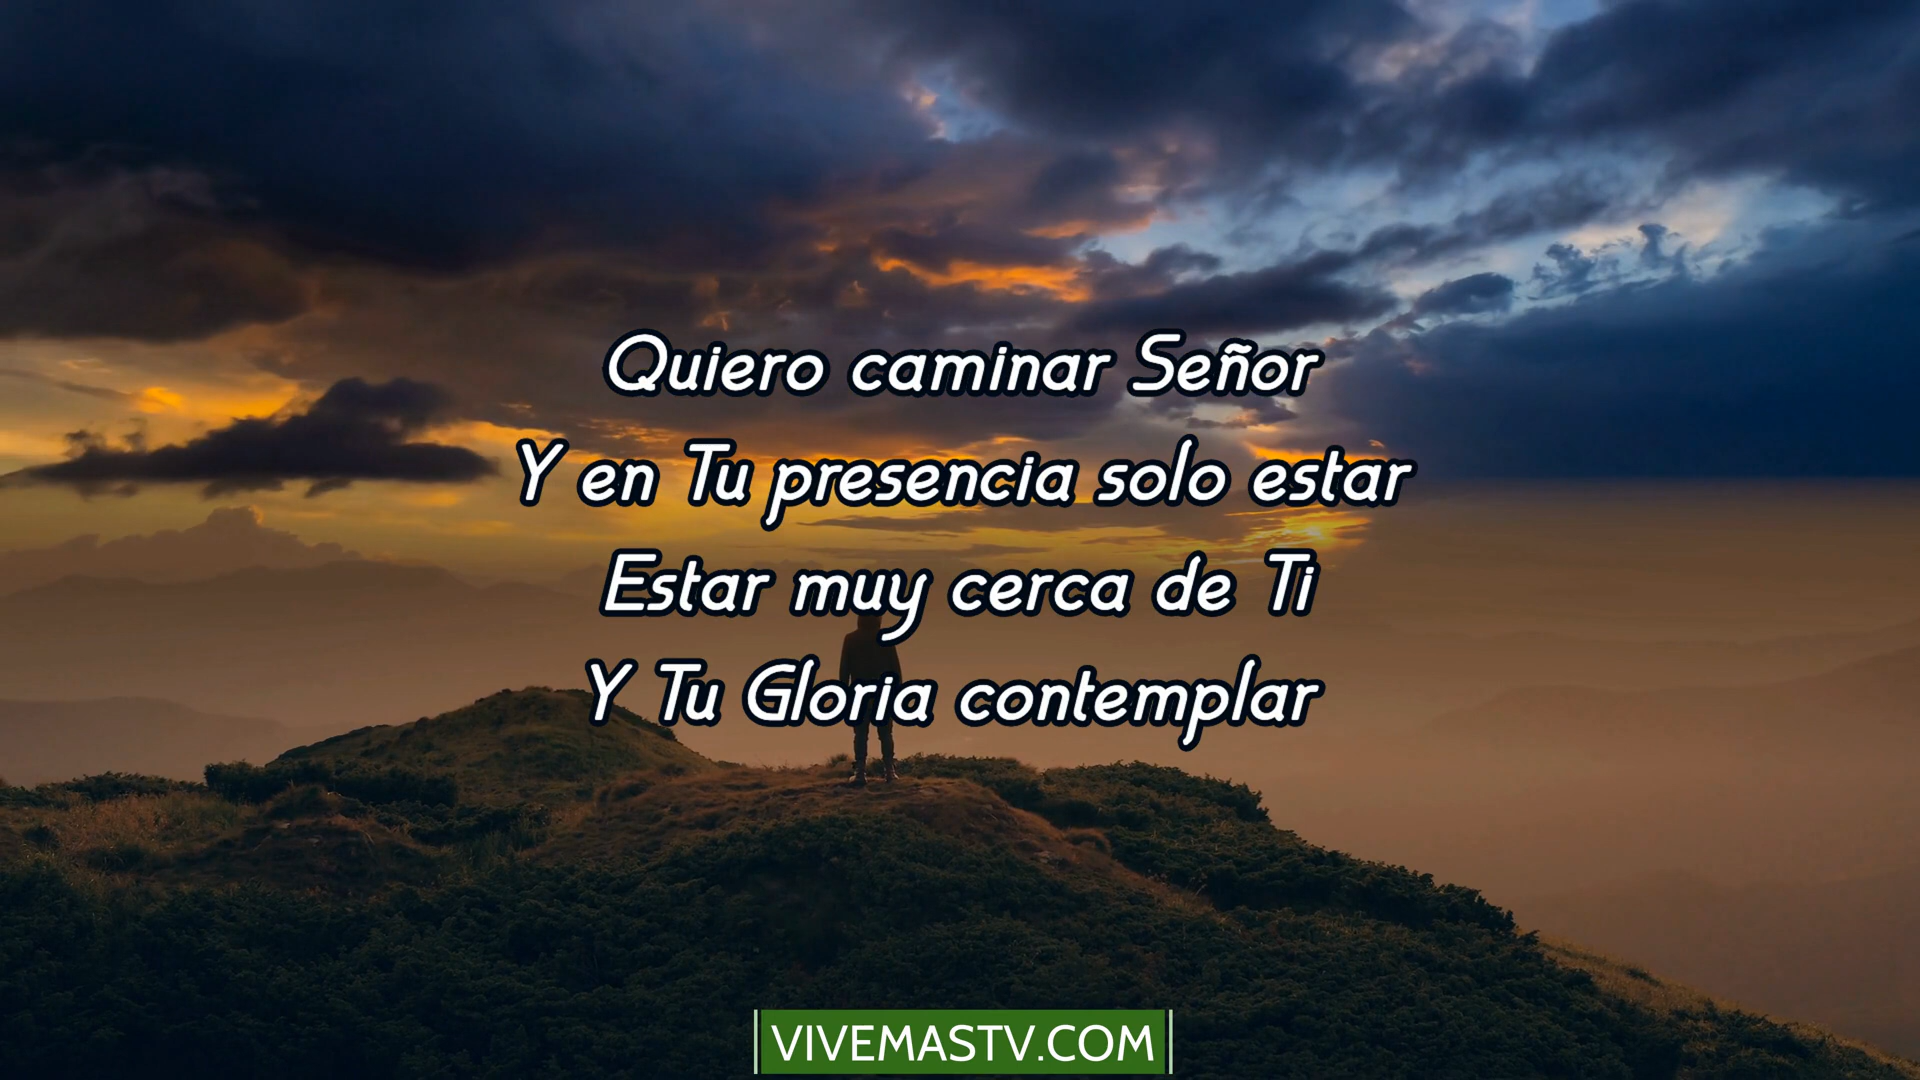 Quiero caminar Señor
Y en Tu presencia solo estar
Estar muy cerca de Ti
Y Tu Gloria contemplar
VIVEMASTV.COM